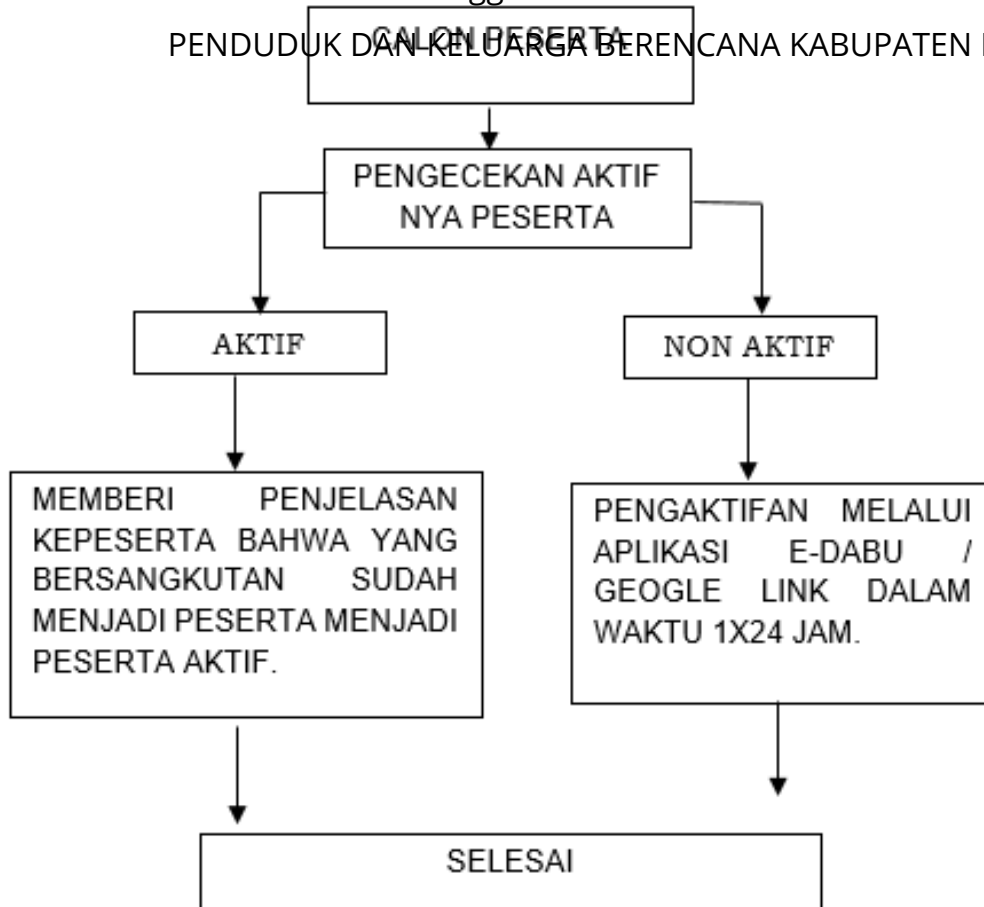 CALON PESERTA
PENDUDUK DAN KELUARGA BERENCANA KABUPATEN
PENGECEKAN AKTIF
NYA PESERTA
AKTIF
NON AKTIF
MEMBERI PENJELASAN
KEPESERTA BAHWA YANG
BERSANGKUTAN SUDAH
MENJADI PESERTA MENJADI
PESERTA AKTIF.
PENGAKTIFAN MELALUI
APLIKASI E-DABU /
GEOGLE LINK DALAM
WAKTU 1X24 JAM.
SELESAI